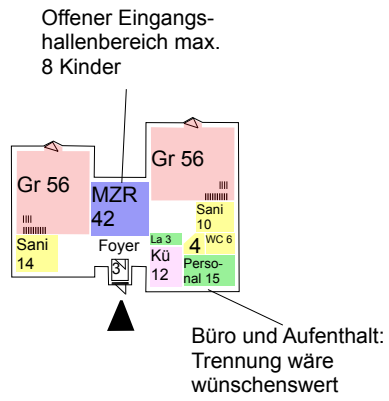 Offener Eingangs-
hallenbereich max.
8 Kinder
Gr 56
Gr 56
MZR
42
Sani
10
Sani
14
Foyer
La 3
4 WC 6
Kü
12
Perso-
nal 15
3
Büro und Aufenthalt:
Trennung wäre
wünschenswert